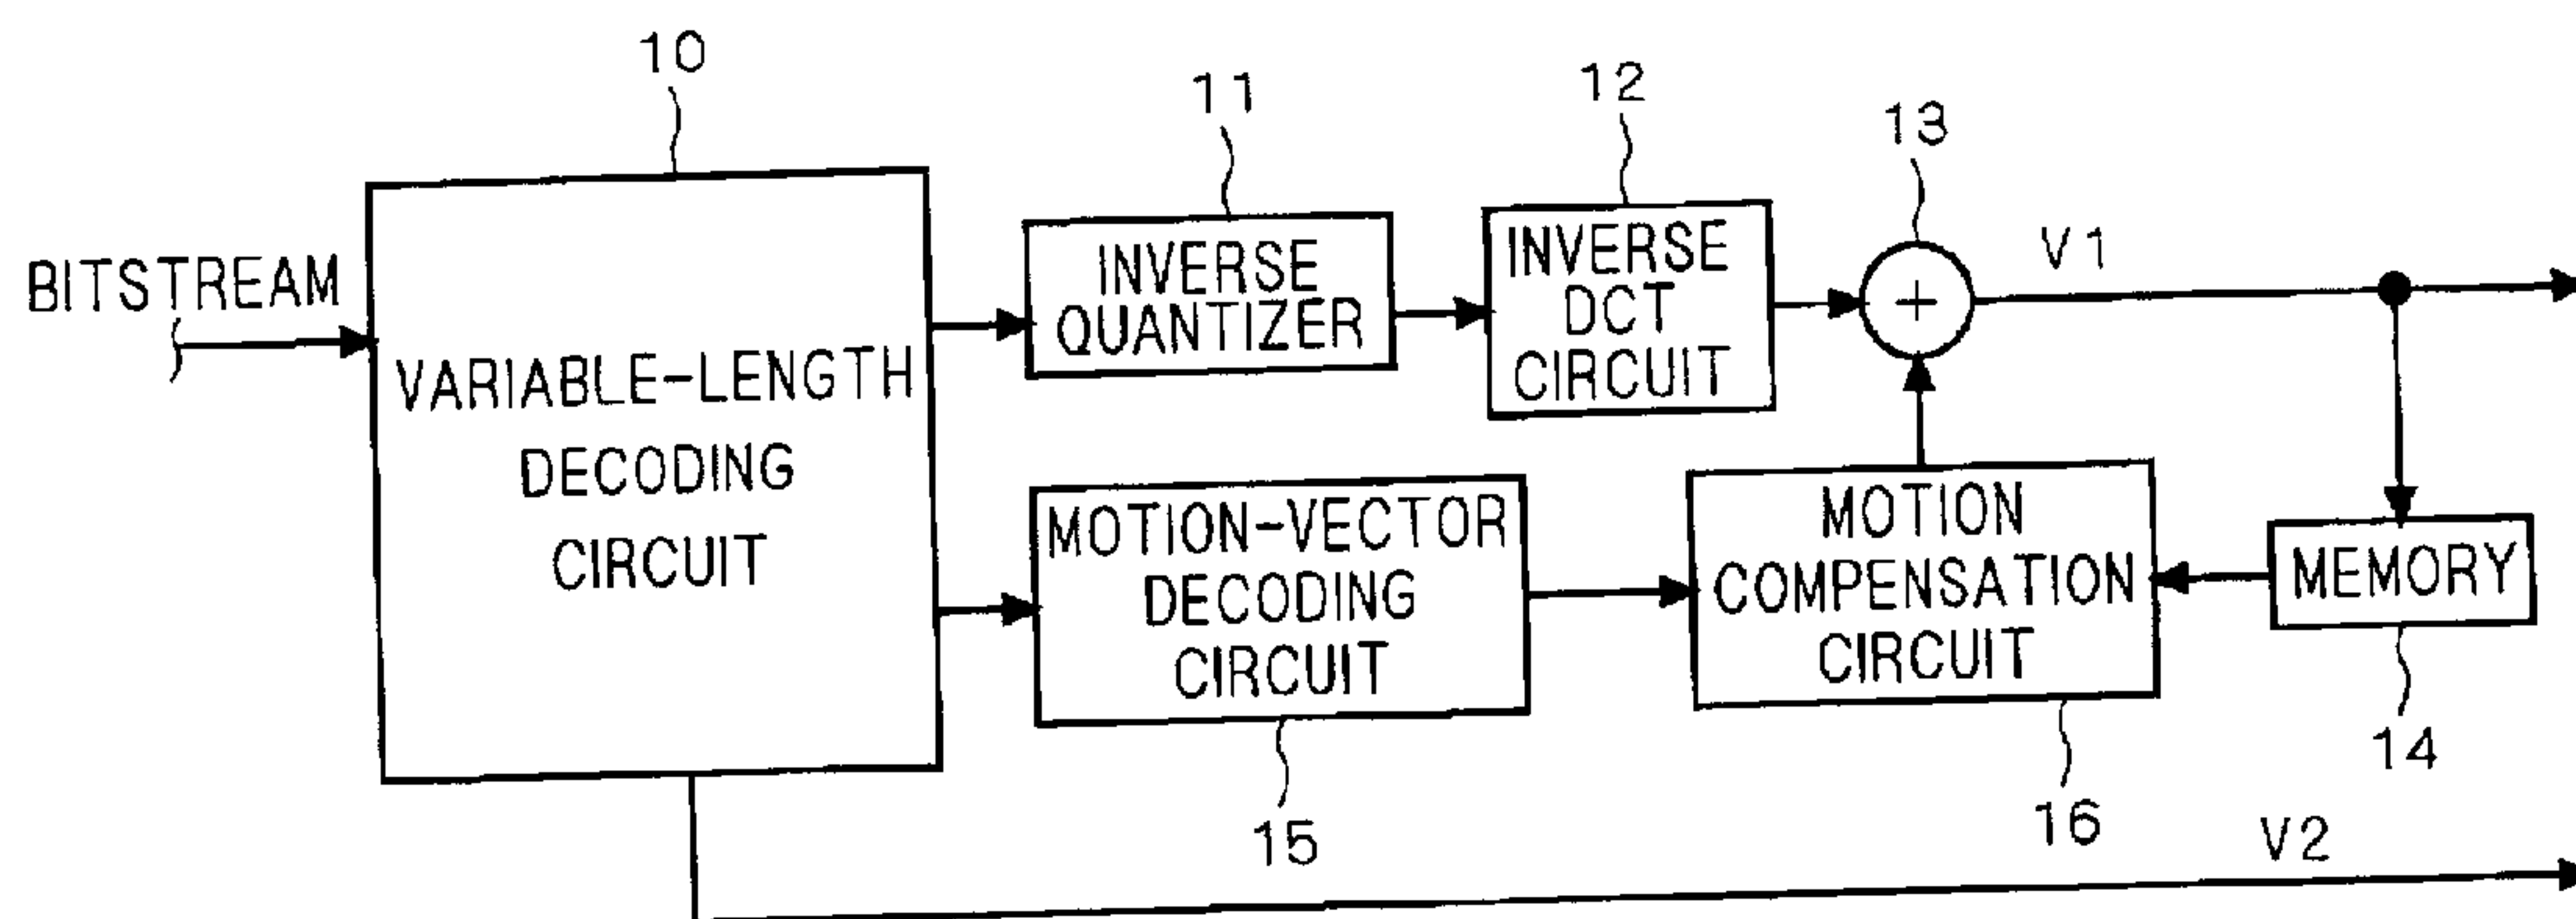 10
11
12
13
BITSTREAM
VARIABLE-LENGTH
DECODING
CIRCUIT
INVERSE
QUANTIZER
INVERSE
DCT
CIRCUIT
+
V1
MOTION-VECTOR
DECODING
CIRCUIT
MOTION
COMPENSATION
CIRCUIT
MEMORY
14
15
16
V2